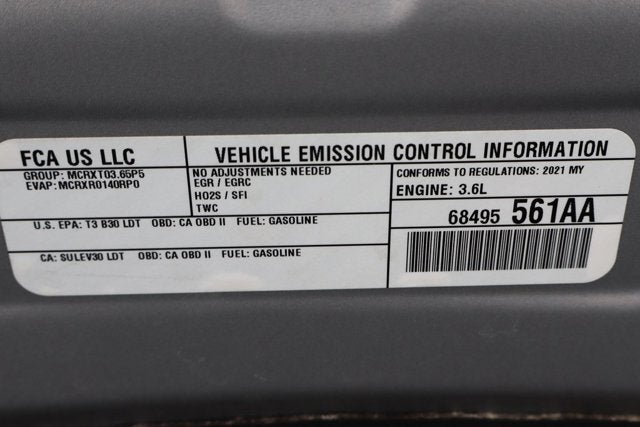 FCA US LLC
VEHICLE EMISSION CONTROL INFORMATION
GROUP: MCRXT03.65P5
EVAP: MCRXR0140RP0
NO ADJUSTMENTS NEEDED
EGR / EGRC
HO2S / SFI
TWC
CONFORMS TO REGULATIONS: 2021 MY
ENGINE: 3.6L
U.S. EPA: T3 B30 LDT OBD: CA OBD II FUEL: GASOLINE
68495 561AA
CA: SULEV30 LDT OBD: CA OBD II FUEL: GASOLINE